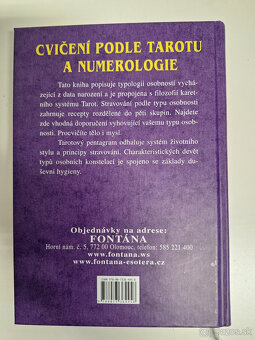 CVIČENÍ PODLE TAROTU
A NUMEROLOGIE
Tato kniha popisuje typologii osobností vychá-
zející z data narození a je propojena s filozofií karet-
ního systému Tarot. Stravování podle typu osobnosti
zahrnuje recepty rozdělené do pěti skupin. Najdete
zde vhodná doporučení vyhovující vašemu typu osob-
nosti. Procvičíte tělo i mysl.
Tarotový pentagram odhaluje systém životního
stylu a principy stravování. Charakteristických devět
typů osobních konstelací je spojeno se základy du-
ševní hygieny.
Objednávky na adrese:
FONTÁNA
Horní nám. č. 5, 772 00 Olomouc, telefon: 585 221 400
www.fontana.ws
www.fontana-esotera.cz
bazos.sk